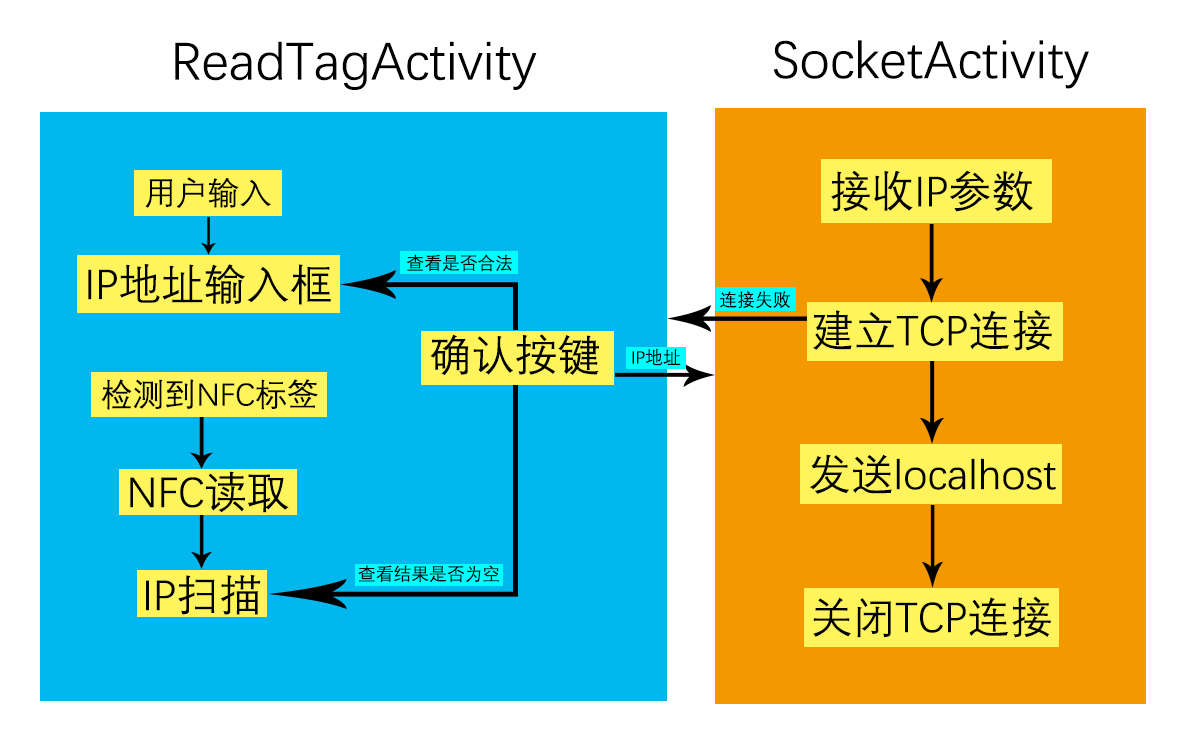 ReadTagActivity
用户输入
IP地址输入框
查看是否合法
确认按键
IP地址
检测到NFC标签
NFC读取
IP扫描
查看结果是否为空
SocketActivity
接收IP参数
连接失败
建立TCP连接
发送localhost
关闭TCP连接